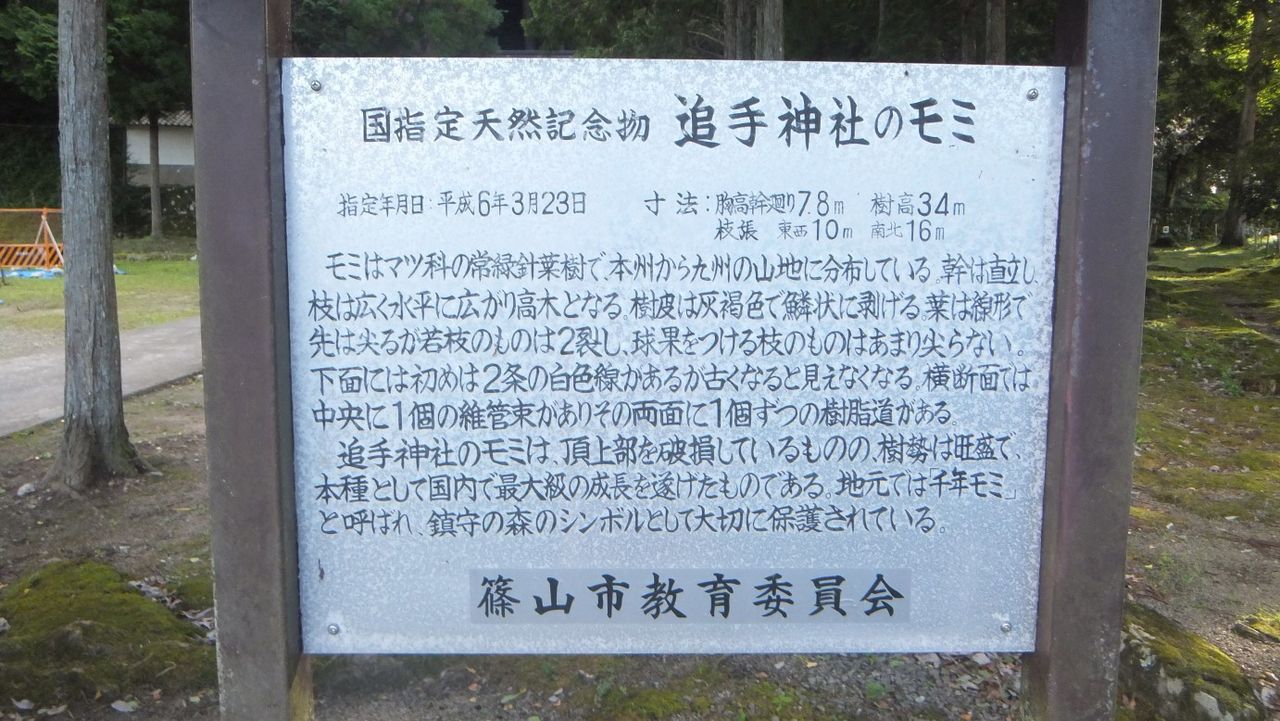 国指定天然記念物 追手神社のモミ
指定年月日:平成6年3月23日 寸法:胸高幹廻り7.8m 樹高34m
枝張 東西10m 南北16m
モミはマツ科の常緑針葉樹で、本州から九州の山地に分布している。幹は直立し、
枝は広く水平に広がり高木となる。樹皮は灰褐色で鱗状に剥げる。葉は線形で
先は尖るが若枝のものは2裂し、球果をつける枝のものはあまり尖らない。
下面には初めは2条の白色線があるが古くなると見えなくなる。横断面では
中央に1個の維管束がありその両面に1個ずつの樹脂道がある。
追手神社のモミは、頂上部を破損しているものの、樹勢は旺盛で、
本種として国内で最大級の成長を遂げたものである。地元では「千年モミ」
と呼ばれ、鎮守の森のシンボルとして大切に保護されている。
篠山市教育委員会